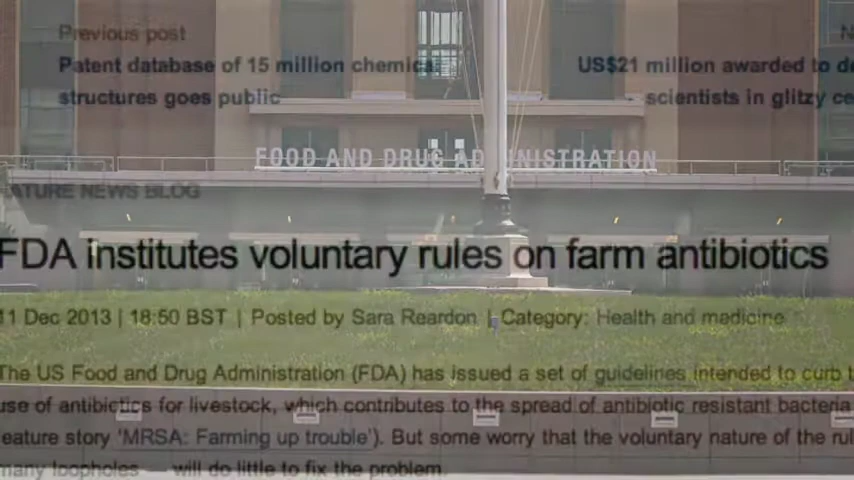 Previous post
Patent database of 15 million chemical
structures goes public
US$21 million awarded to
scientists in glitzy
FOOD AND DRUG ADMINISTRATION
NATURE NEWS BLOG
FDA institutes voluntary rules on farm antibiotics
11 Dec 2013 | 18:50 BST | Posted by Sara Reardon | Category: Health and medicine
The US Food and Drug Administration (FDA) has issued a set of guidelines intended to curb
use of antibiotics for livestock, which contributes to the spread of antibiotic resistant bacteria
feature story 'MRSA: Farming up trouble'). But some worry that the voluntary nature of the
many loopholes — will do little to fix the problem.